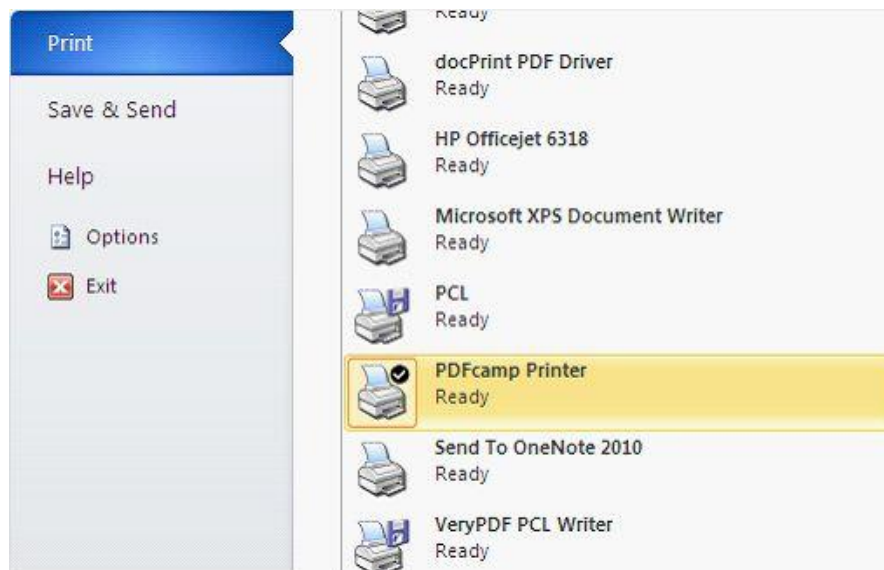 Print
Save & Send
Help
Options
Exit
Ready
docPrint PDF Driver
Ready
HP Officejet 6318
Ready
Microsoft XPS Document Writer
Ready
PCL
Ready
PDFcamp Printer
Ready
Send To OneNote 2010
Ready
VeryPDF PCL Writer
Ready